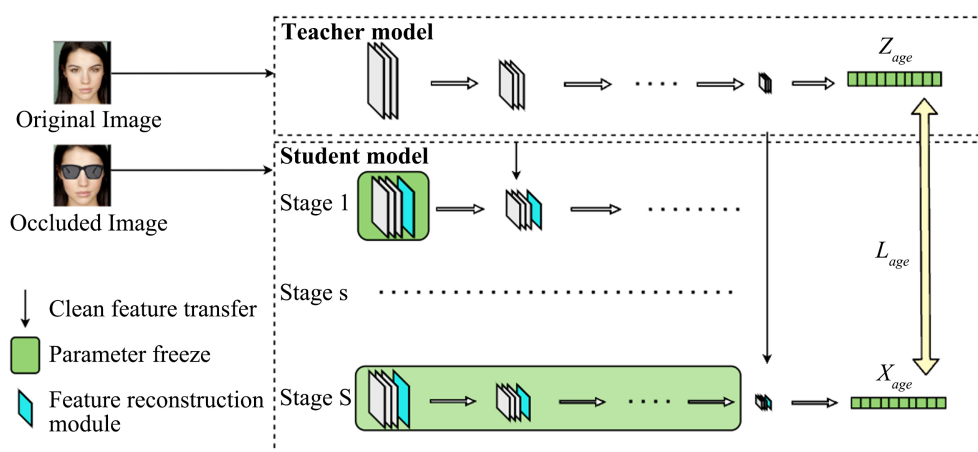 Teacher model
Z_age
Original Image
Student model
Stage 1
Occluded Image
L_age
Stage s
Clean feature transfer
Parameter freeze
X_age
Stage S
Feature reconstruction
module